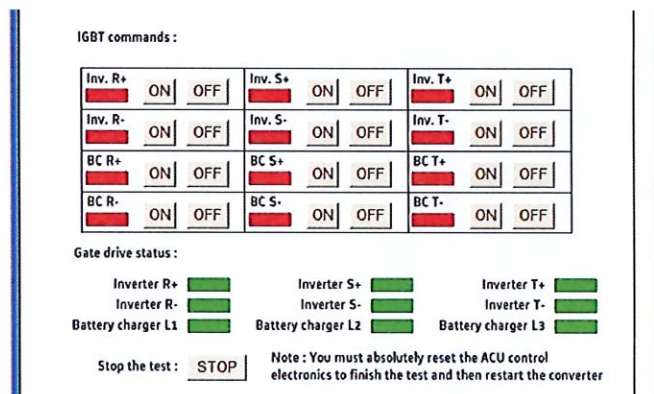 IGBT commands :
Inv. R+ ON OFF Inv. S+ ON OFF Inv. T+ ON OFF
Inv. R- ON OFF Inv. S- ON OFF Inv. T- ON OFF
BC R+ ON OFF BC S+ ON OFF BC T+ ON OFF
BC R- ON OFF BC S- ON OFF BC T- ON OFF
Gate drive status :
Inverter R+ Inverter S+ Inverter T+
Inverter R- Inverter S- Inverter T-
Battery charger L1 Battery charger L2 Battery charger L3
Stop the test : STOP Note : You must absolutely reset the ACU control
electronics to finish the test and then restart the converter